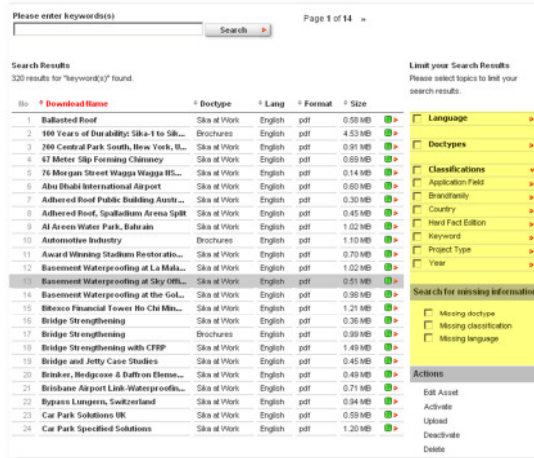 Please enter keywords(s)
Page 1 of 14 »
Search
Search Results
320 results for "keyword(s)" found.
No Download Name Doctype Lang Format Size
1 Ballasted Roof Sika at Work English pdf 0.58 MB
2 100 Years of Durability: Sika-1 to Sik... Brochures English pdf 4.53 MB
3 200 Central Park South, New York, U... Sika at Work English pdf 0.91 MB
4 67 Meter Slip Forming Chimney Sika at Work English pdf 0.69 MB
5 76 Morgan Street Wagga Wagga NS... Sika at Work English pdf 0.14 MB
6 Abu Dhabi International Airport Sika at Work English pdf 0.60 MB
7 Adhered Roof Public Building Austr... Sika at Work English pdf 0.30 MB
8 Adhered Roof, Spalladium Arena Split Sika at Work English pdf 0.45 MB
9 Al Areen Water Park, Bahrain Sika at Work English pdf 1.02 MB
10 Automotive Industry Brochures English pdf 1.10 MB
11 Award Winning Stadium Restoratio... Sika at Work English pdf 0.70 MB
12 Basement Waterproofing at La Mala... Sika at Work English pdf 1.02 MB
13 Basement Waterproofing at Sky Offi... Sika at Work English pdf 0.51 MB
14 Basement Waterproofing at the Gol... Sika at Work English pdf 0.98 MB
15 Bitexco Financial Tower Ho Chi Min... Sika at Work English pdf 1.21 MB
16 Bridge Strengthening Sika at Work English pdf 0.36 MB
17 Bridge Strengthening Brochures English pdf 0.99 MB
18 Bridge Strengthening with CFRP Sika at Work English pdf 1.49 MB
19 Bridge and Jetty Case Studies Sika at Work English pdf 0.45 MB
20 Brinker, Hedgcoxe & Daffron Eleme... Sika at Work English pdf 0.49 MB
21 Brisbane Airport Link-Waterproofin... Sika at Work English pdf 0.71 MB
22 Bypass Lungern, Switzerland Sika at Work English pdf 0.94 MB
23 Car Park Solutions UK Sika at Work English pdf 0.59 MB
24 Car Park Specified Solutions Sika at Work English pdf 1.20 MB
Limit your Search Results
Please select topics to limit your
search results.
Language
Doctypes
Classifications
Application Field
Brandfamily
Country
Hard Fact Edition
Keyword
Project Type
Year
Search for missing information
Missing doctype
Missing classification
Missing language
Actions
Edit Asset
Activate
Upload
Deactivate
Delete